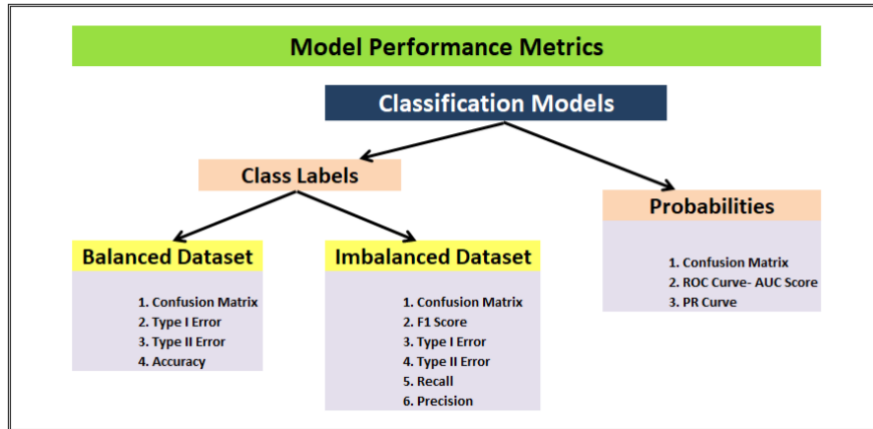 Model Performance Metrics
Classification Models
Class Labels
Probabilities
Balanced Dataset
1. Confusion Matrix
2. Type I Error
3. Type II Error
4. Accuracy
Imbalanced Dataset
1. Confusion Matrix
2. F1 Score
3. Type I Error
4. Type II Error
5. Recall
6. Precision
1. Confusion Matrix
2. ROC Curve- AUC Score
3. PR Curve